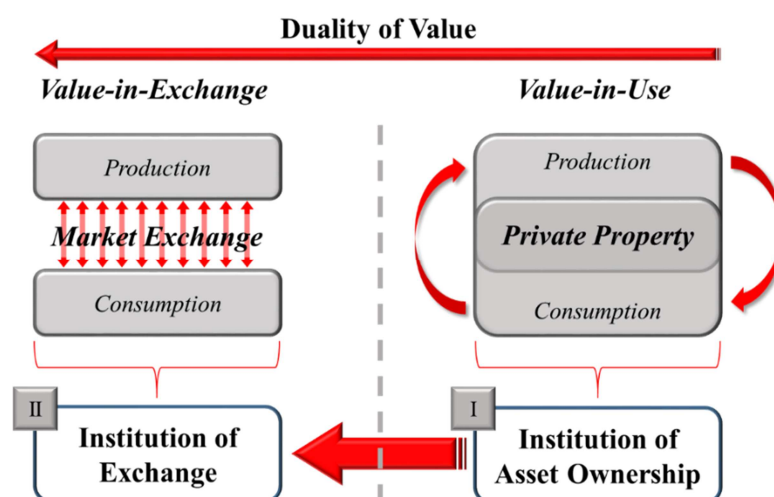 Duality of Value
Value-in-Exchange
Value-in-Use
Production
Market Exchange
Consumption
Production
Private Property
Consumption
II
Institution of
Exchange
I
Institution of
Asset Ownership